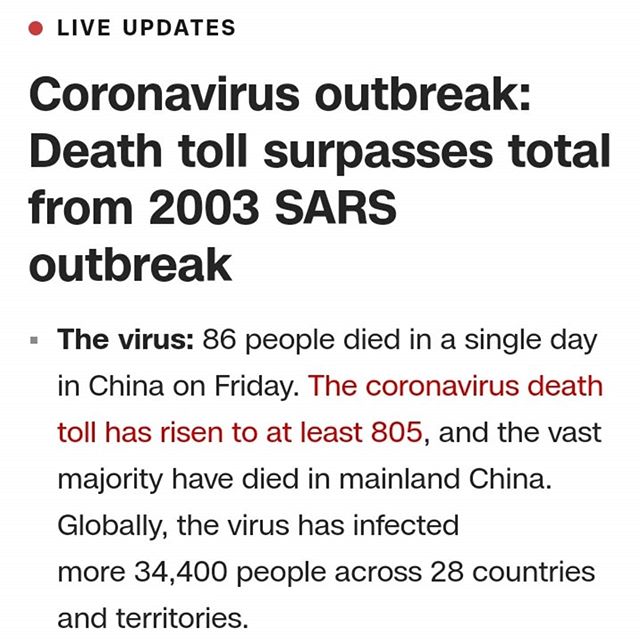 LIVE UPDATES
Coronavirus outbreak:
Death toll surpasses total
from 2003 SARS
outbreak
The virus: 86 people died in a single day
in China on Friday. The coronavirus death
toll has risen to at least 805, and the vast
majority have died in mainland China.
Globally, the virus has infected
more 34,400 people across 28 countries
and territories.